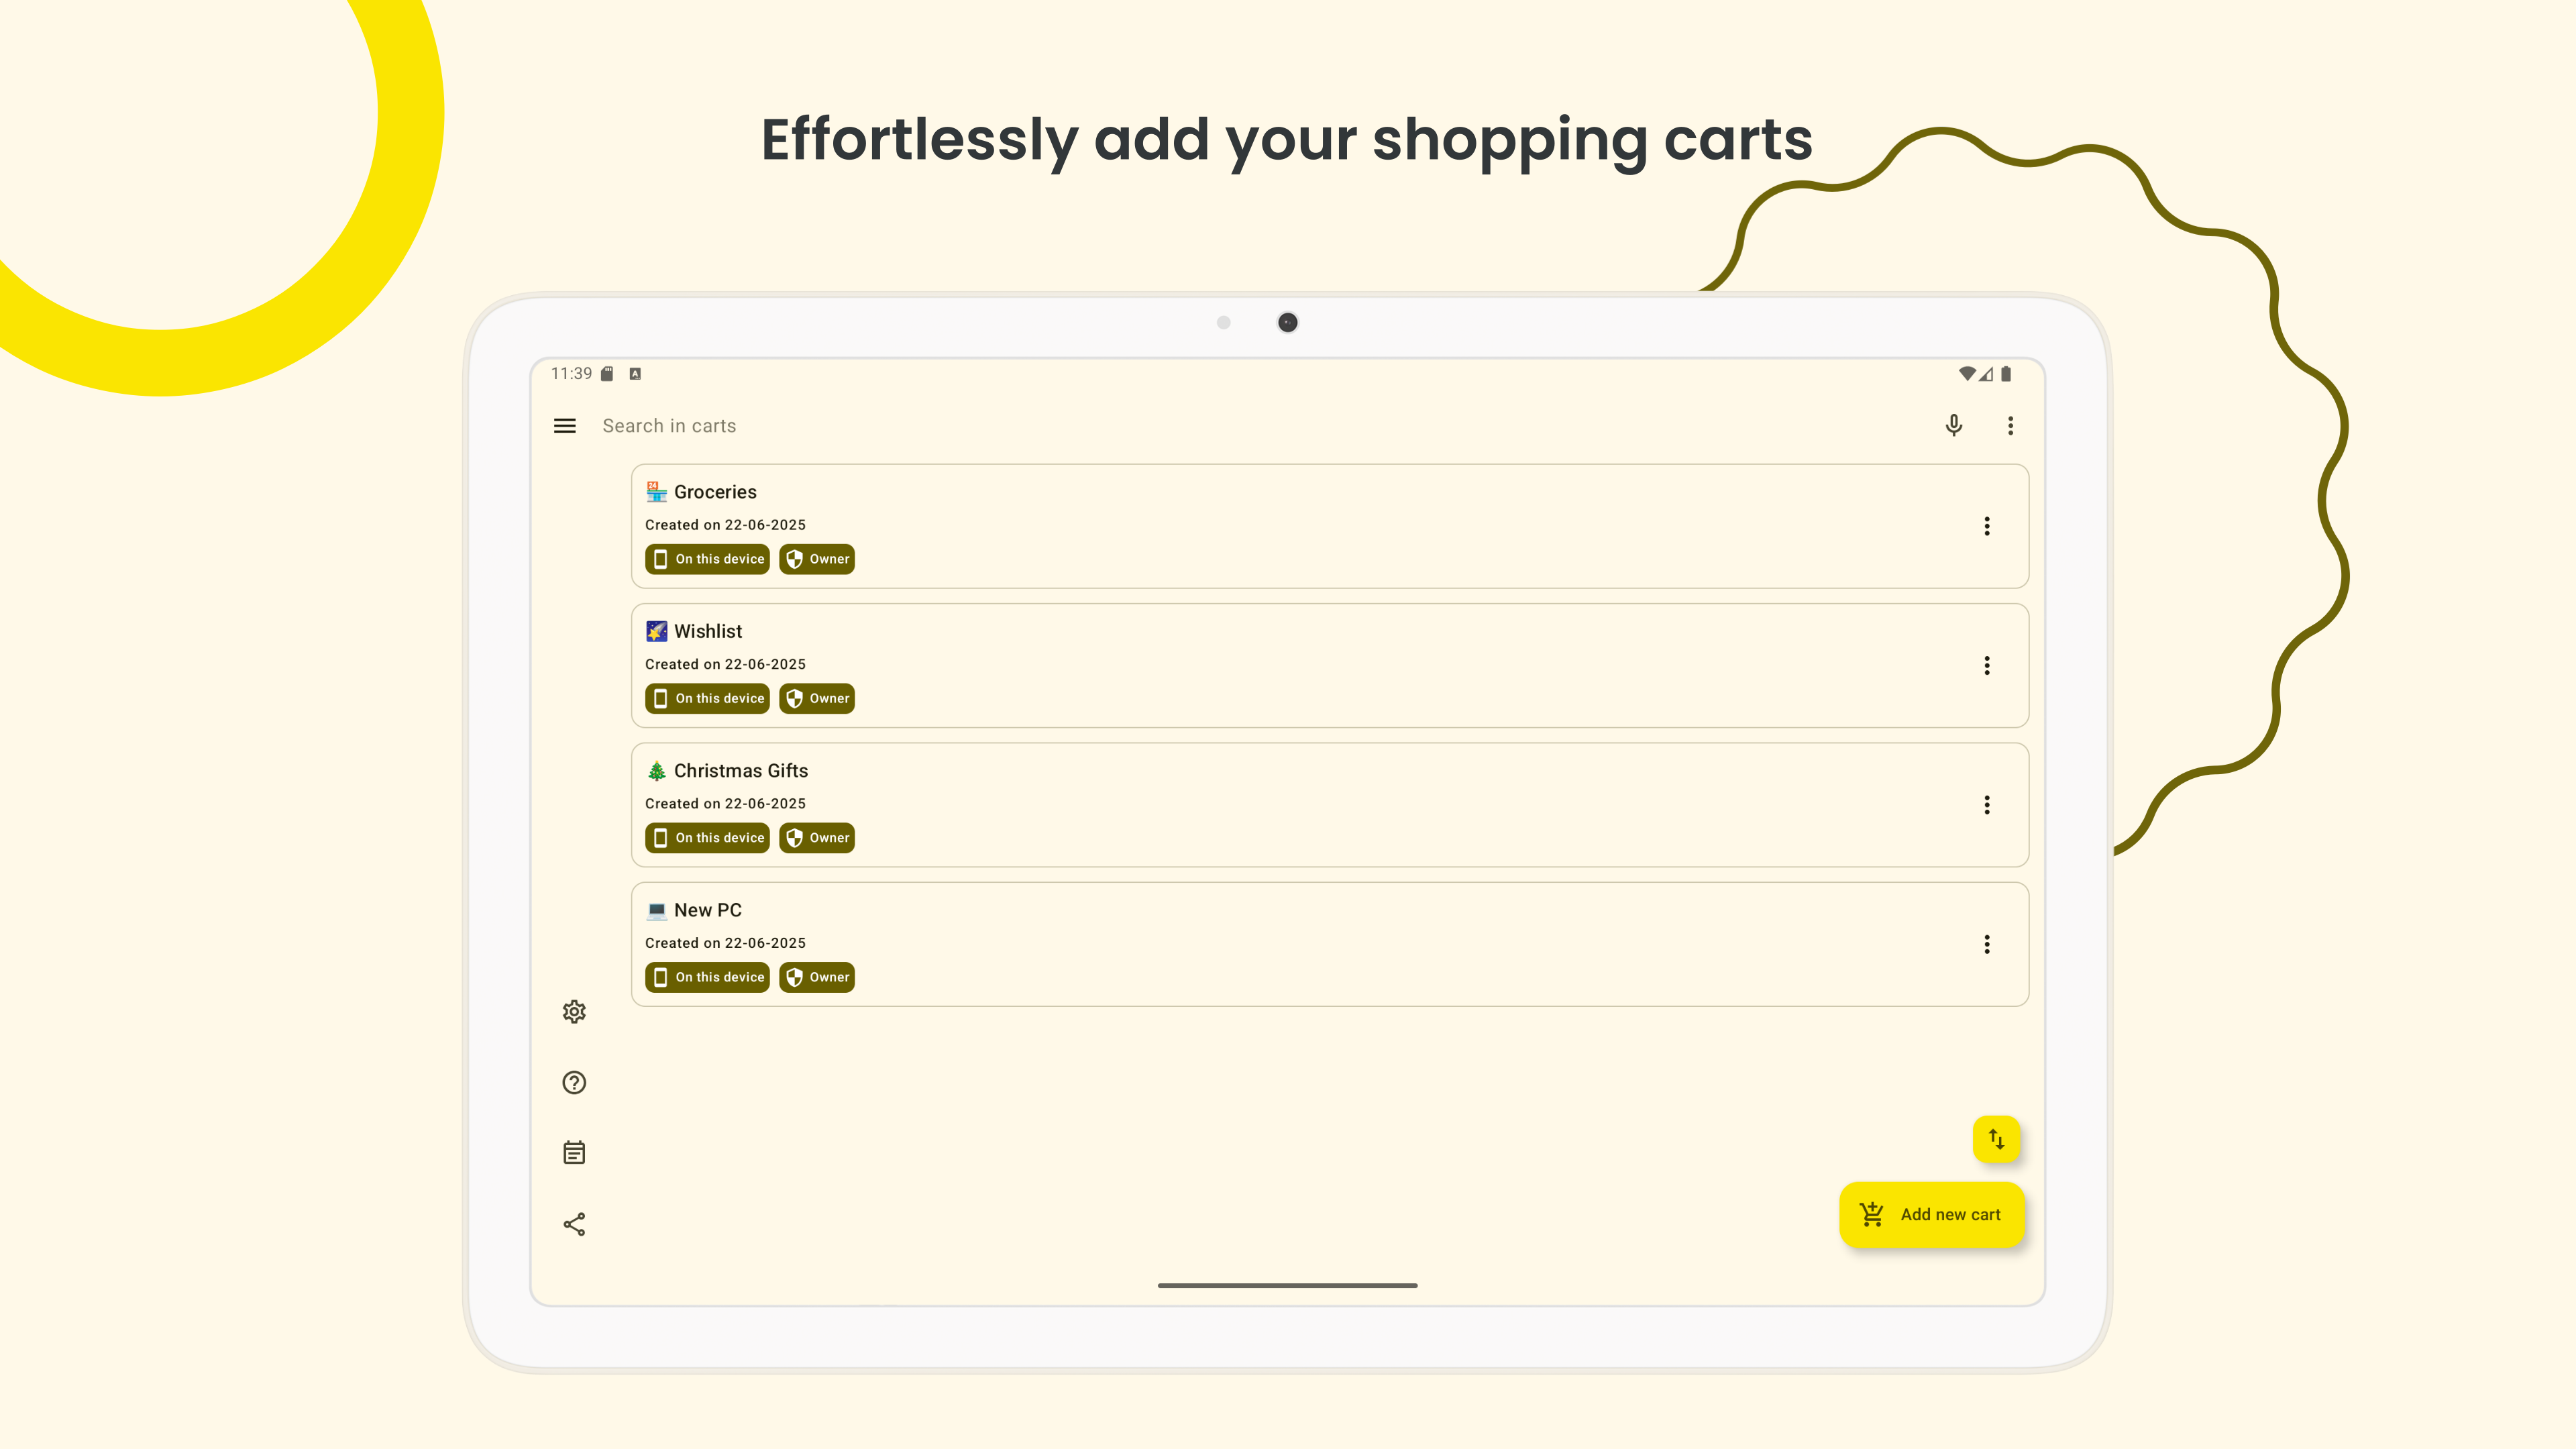 Effortlessly add your shopping carts
11:39
Search in carts
Groceries
Created on 22-06-2025
On this device Owner
Wishlist
Created on 22-06-2025
On this device Owner
Christmas Gifts
Created on 22-06-2025
On this device Owner
New PC
Created on 22-06-2025
On this device Owner
Add new cart